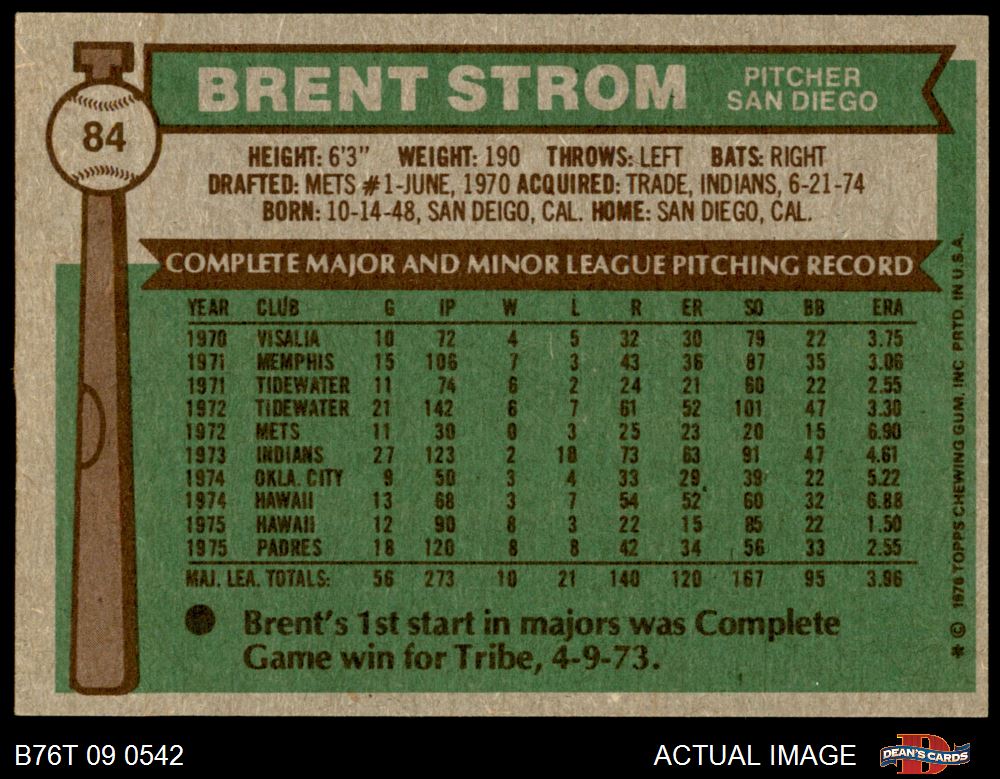 84
BRENT STROM
PITCHER
SAN DIEGO
HEIGHT: 6'3" WEIGHT: 190 THROWS: LEFT BATS: RIGHT
DRAFTED: METS #1-JUNE, 1970 ACQUIRED: TRADE, INDIANS, 6-21-74
BORN: 10-14-48, SAN DEIGO, CAL. HOME: SAN DIEGO, CAL.
COMPLETE MAJOR AND MINOR LEAGUE PITCHING RECORD
YEAR CLUB G IP W L R ER SO BB ERA
1970 VISALIA 10 72 4 5 32 30 79 22 3.75
1971 MEMPHIS 15 106 7 3 43 36 87 35 3.06
1971 TIDEWATER 11 74 6 2 24 21 60 22 2.55
1972 TIDEWATER 21 142 6 7 61 52 101 47 3.30
1972 METS 11 30 0 3 25 23 20 15 6.90
1973 INDIANS 27 123 2 10 73 63 91 47 4.61
1974 OKLA. CITY 9 50 3 4 33 29 39 22 5.22
1974 HAWAII 13 68 3 7 54 52 60 32 6.88
1975 HAWAII 12 90 8 3 22 15 85 22 1.50
1975 PADRES 18 120 8 8 42 34 56 33 2.55
MAJ. LEA. TOTALS: 56 273 10 21 140 120 167 95 3.96
Brent's 1st start in majors was Complete
Game win for Tribe, 4-9-73.
* © 1976 TOPPS CHEWING GUM, INC PRTD. IN U.S.A.
B76T 09 0542
ACTUAL IMAGE
DEAN'S CARDS